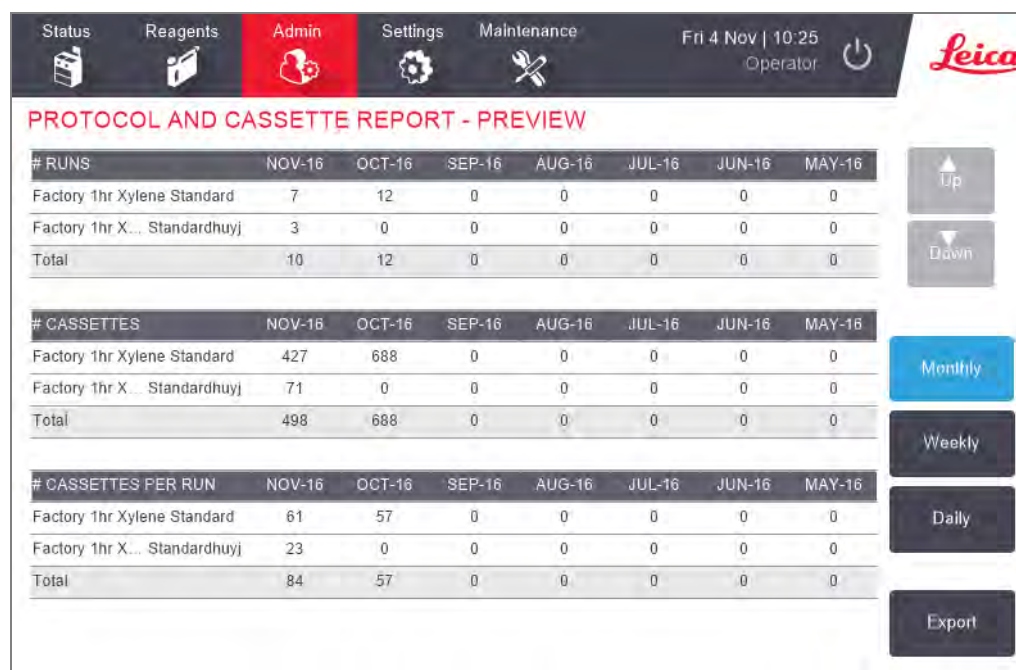 Status Reagents Admin Settings Maintenance Fri 4 Nov | 10:25
Operator
Leica
PROTOCOL AND CASSETTE REPORT - PREVIEW
# RUNS NOV-16 OCT-16 SEP-16 AUG-16 JUL-16 JUN-16 MAY-16
Factory 1hr Xylene Standard 7 12 0 0 0 0 0
Factory 1hr X... Standardhuyj 3 0 0 0 0 0 0
Total 10 12 0 0 0 0 0
Up
Down
# CASSETTES NOV-16 OCT-16 SEP-16 AUG-16 JUL-16 JUN-16 MAY-16
Factory 1hr Xylene Standard 427 688 0 0 0 0 0
Factory 1hr X... Standardhuyj 71 0 0 0 0 0 0
Total 498 688 0 0 0 0 0
Monthly
Weekly
# CASSETTES PER RUN NOV-16 OCT-16 SEP-16 AUG-16 JUL-16 JUN-16 MAY-16
Factory 1hr Xylene Standard 61 57 0 0 0 0 0
Factory 1hr X... Standardhuyj 23 0 0 0 0 0 0
Total 84 57 0 0 0 0 0
Daily
Export